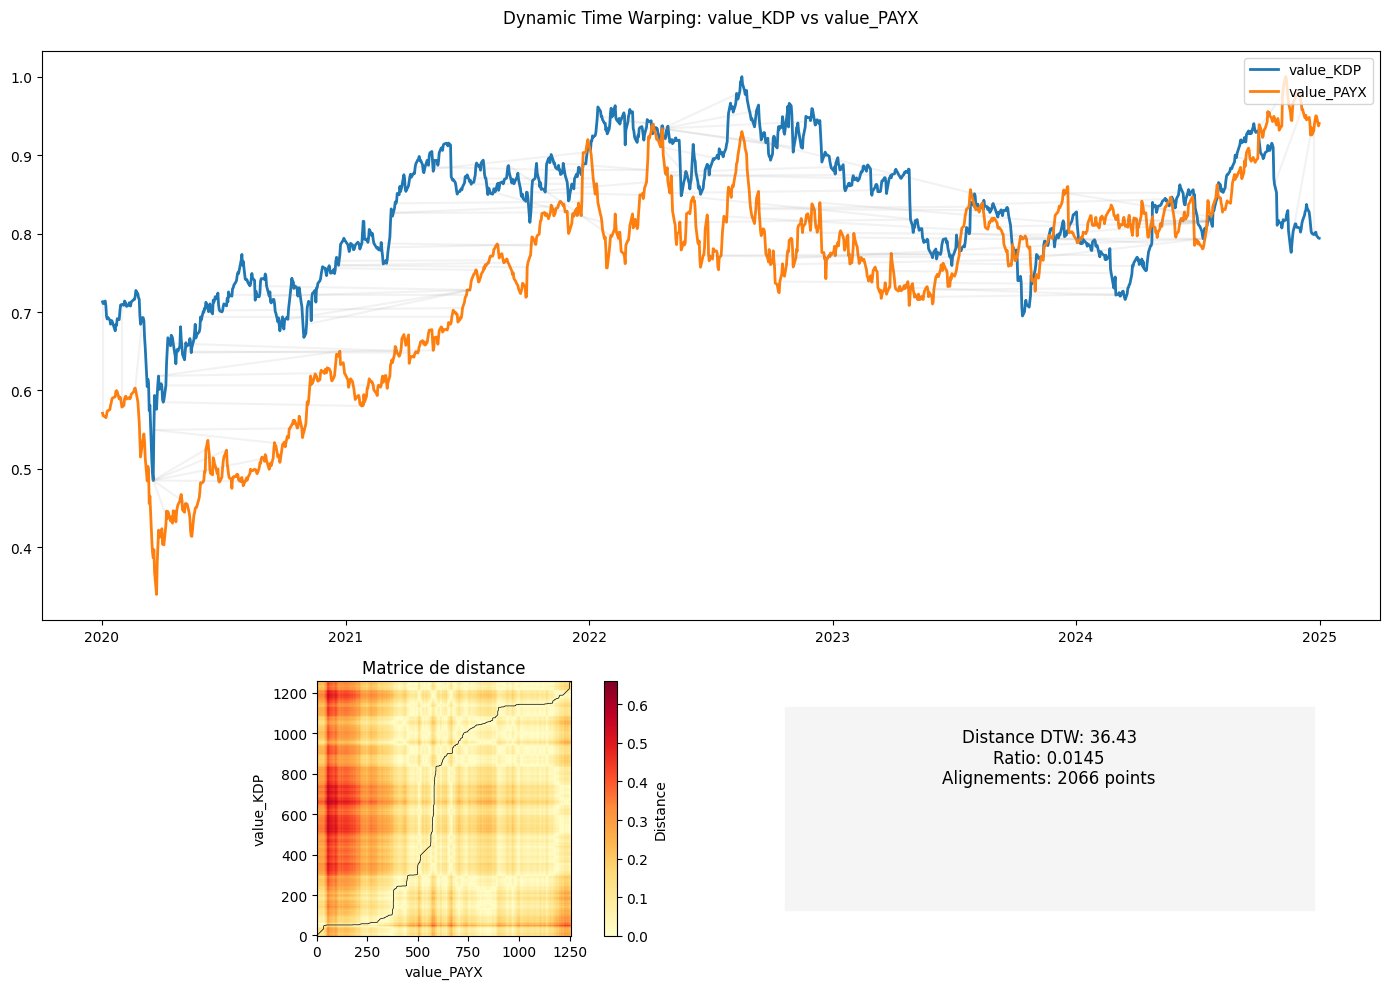 Dynamic Time Warping: value_KDP vs value_PAYX
value_KDP
value_PAYX
1.0
0.9
0.8
0.7
0.6
0.5
0.4
2020 2021 2022 2023 2024 2025
Matrice de distance
value_KDP
1200
1000
800
600
400
200
0
0 250 500 750 1000 1250
value_PAYX
0.6
0.5
0.4
0.3
0.2
0.1
0.0
Distance
Distance DTW: 36.43
Ratio: 0.0145
Alignements: 2066 points